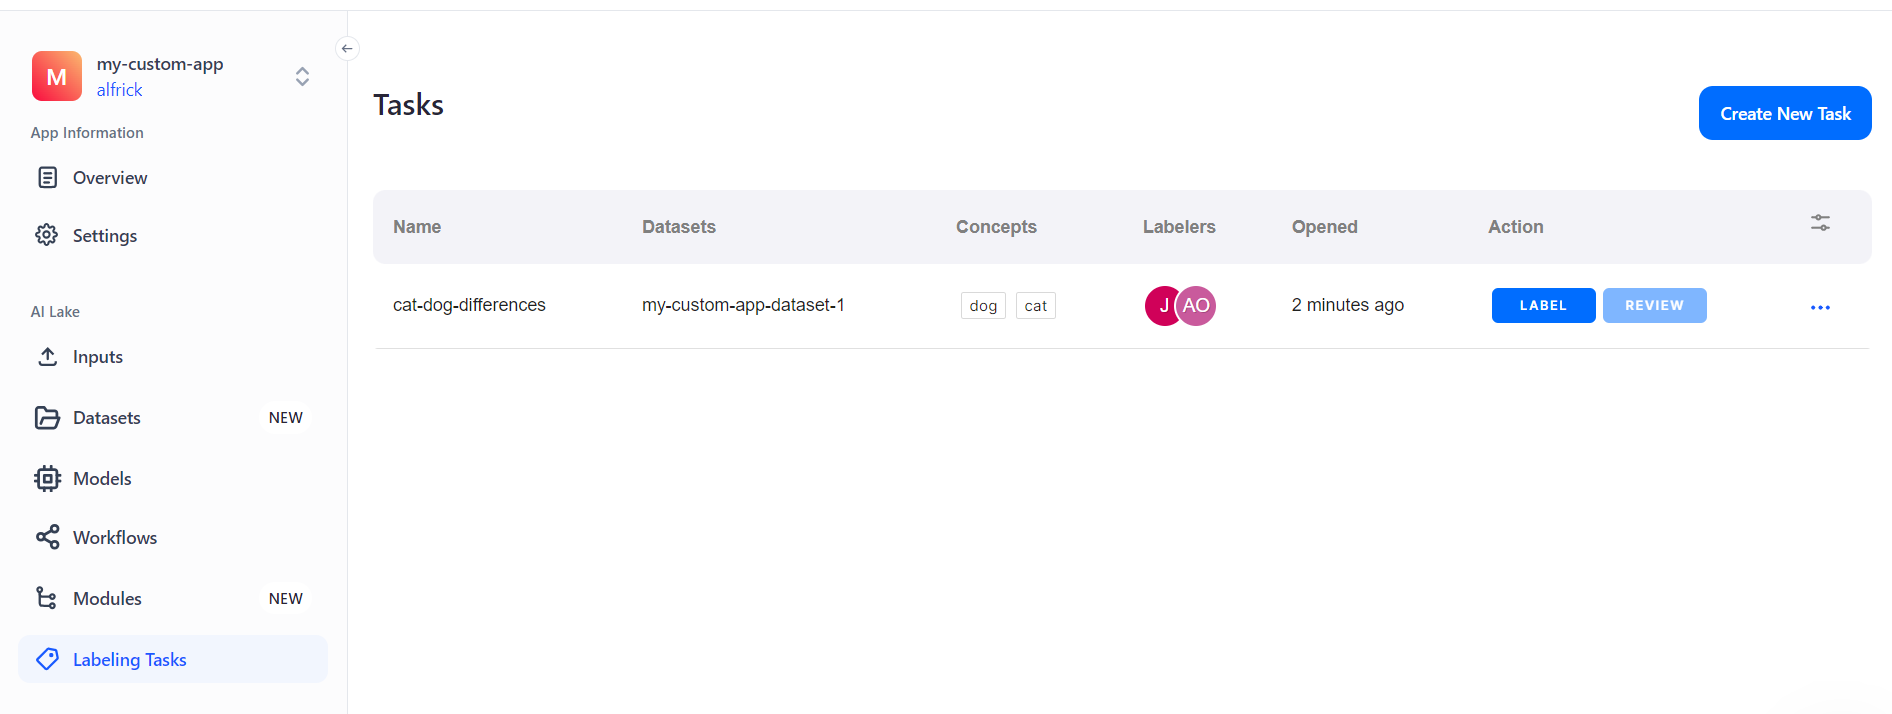 M
my-custom-app
alfrick
App Information
Overview
Settings
AI Lake
Inputs
Datasets NEW
Models
Workflows
Modules NEW
Labeling Tasks
Tasks
Create New Task
Name Datasets Concepts Labelers Opened Action
cat-dog-differences my-custom-app-dataset-1 dog cat J AO 2 minutes ago LABEL REVIEW